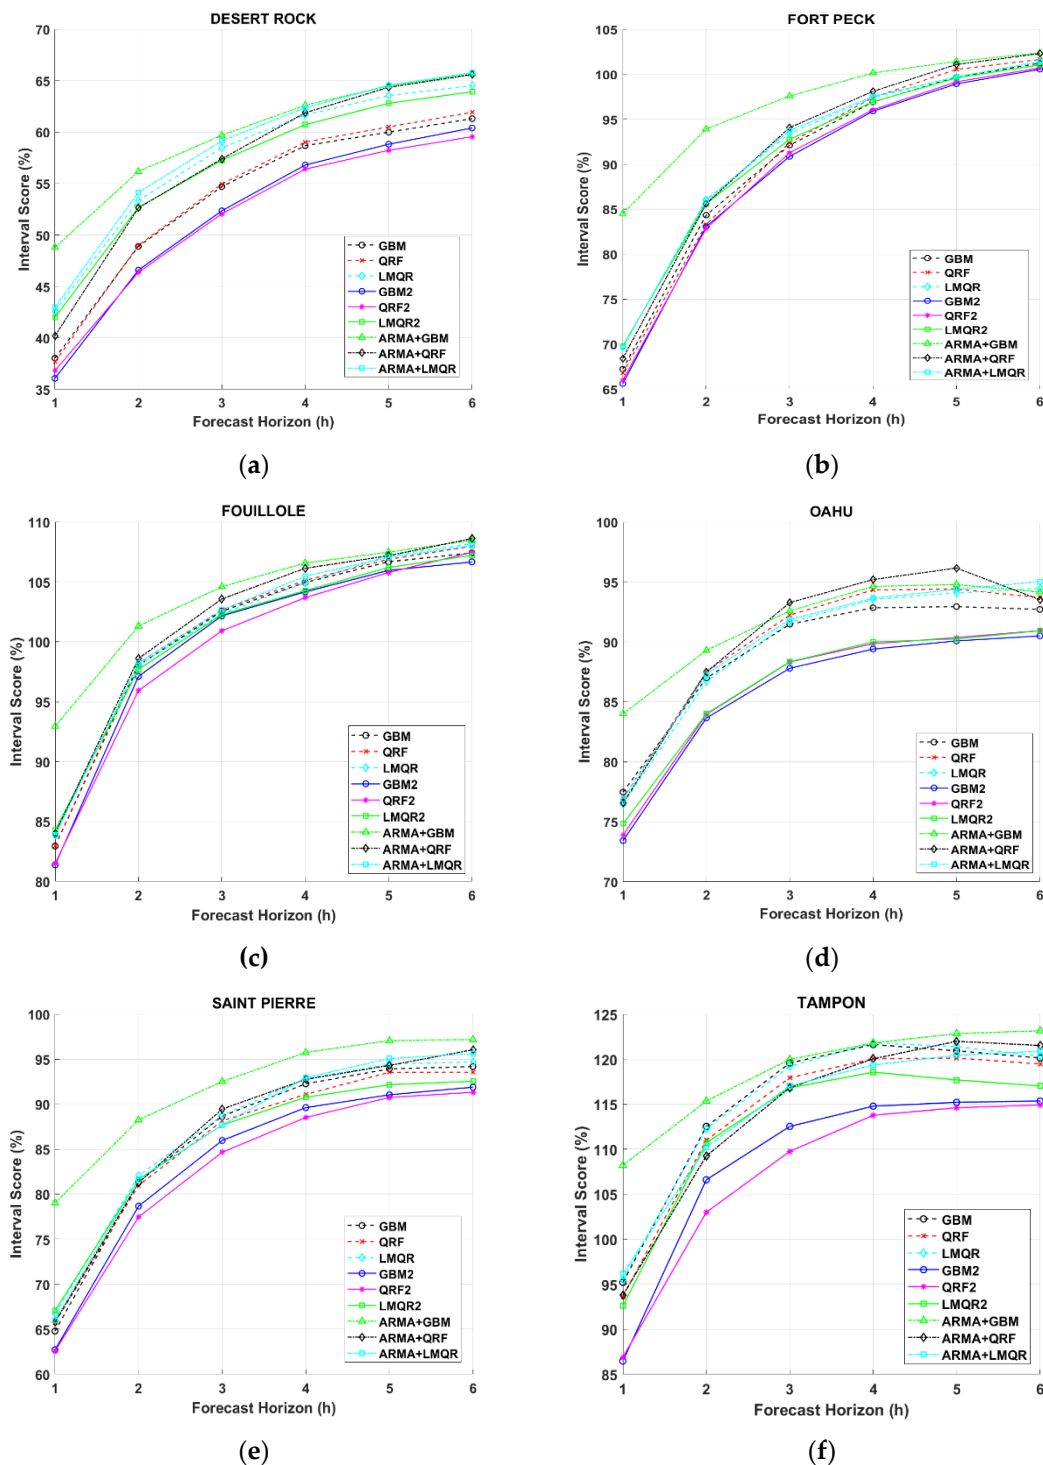 DESERT ROCK
70
65
60
55
50
45
40
35
Interval Score (%)
1 2 3 4 5 6
Forecast Horizon (h)
GBM
QRF
LMQR
GBM2
QRF2
LMQR2
ARMA+GBM
ARMA+QRF
ARMA+LMQR
(a)
FORT PECK
105
100
95
90
85
80
75
70
65
Interval Score (%)
1 2 3 4 5 6
Forecast Horizon (h)
GBM
QRF
LMQR
GBM2
QRF2
LMQR2
ARMA+GBM
ARMA+QRF
ARMA+LMQR
(b)
FOUILLOLE
110
105
100
95
90
85
80
Interval Score (%)
1 2 3 4 5 6
Forecast Horizon (h)
GBM
QRF
LMQR
GBM2
QRF2
LMQR2
ARMA+GBM
ARMA+QRF
ARMA+LMQR
(c)
OAHU
100
95
90
85
80
75
70
Interval Score (%)
1 2 3 4 5 6
Forecast Horizon (h)
GBM
QRF
LMQR
GBM2
QRF2
LMQR2
ARMA+GBM
ARMA+QRF
ARMA+LMQR
(d)
SAINT PIERRE
100
95
90
85
80
75
70
65
60
Interval Score (%)
1 2 3 4 5 6
Forecast Horizon (h)
GBM
QRF
LMQR
GBM2
QRF2
LMQR2
ARMA+GBM
ARMA+QRF
ARMA+LMQR
(e)
TAMPON
125
120
115
110
105
100
95
90
85
Interval Score (%)
1 2 3 4 5 6
Forecast Horizon (h)
GBM
QRF
LMQR
GBM2
QRF2
LMQR2
ARMA+GBM
ARMA+QRF
ARMA+LMQR
(f)